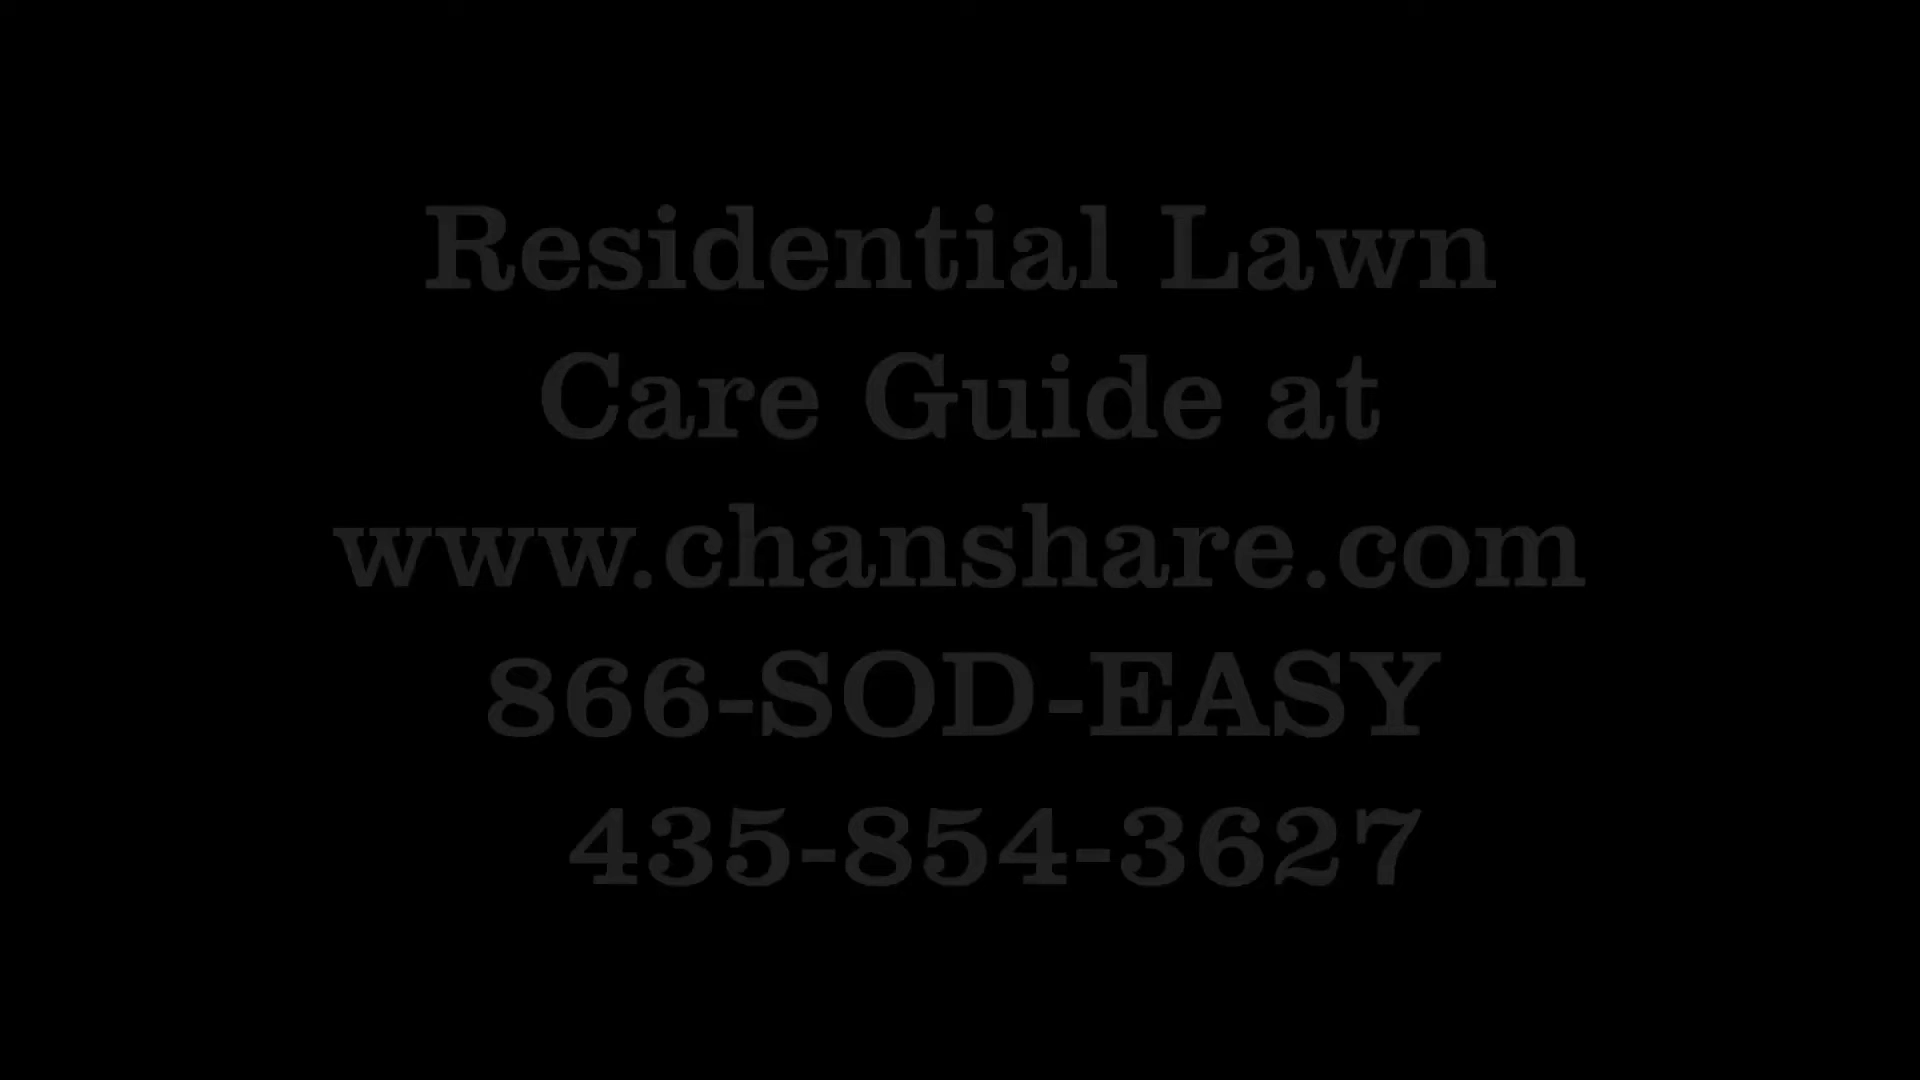 Residential Lawn
Care Guide at
www.chanshare.com
866-SOD-EASY
435-854-3627